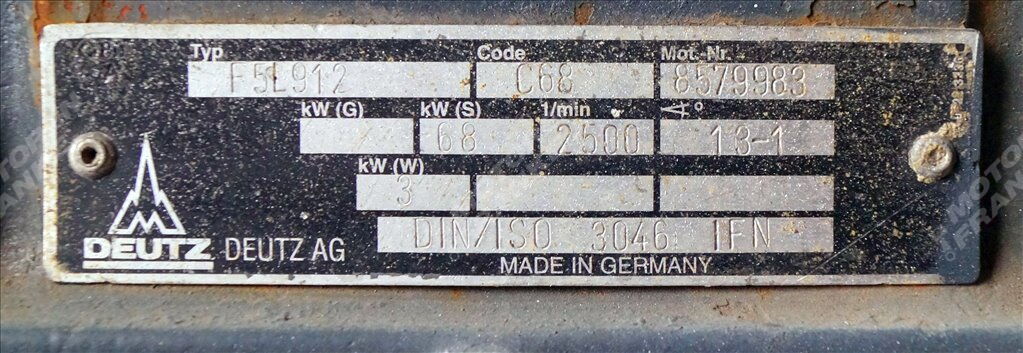 Typ Code Mot.-Nr.
F5L912 C68 8579983
kW (G) kW (S) 1/min °
68 2500 13-1
kW (W)
3
DIN/ISO 3046 IFN
DEUTZ DEUTZ AG
MADE IN GERMANY